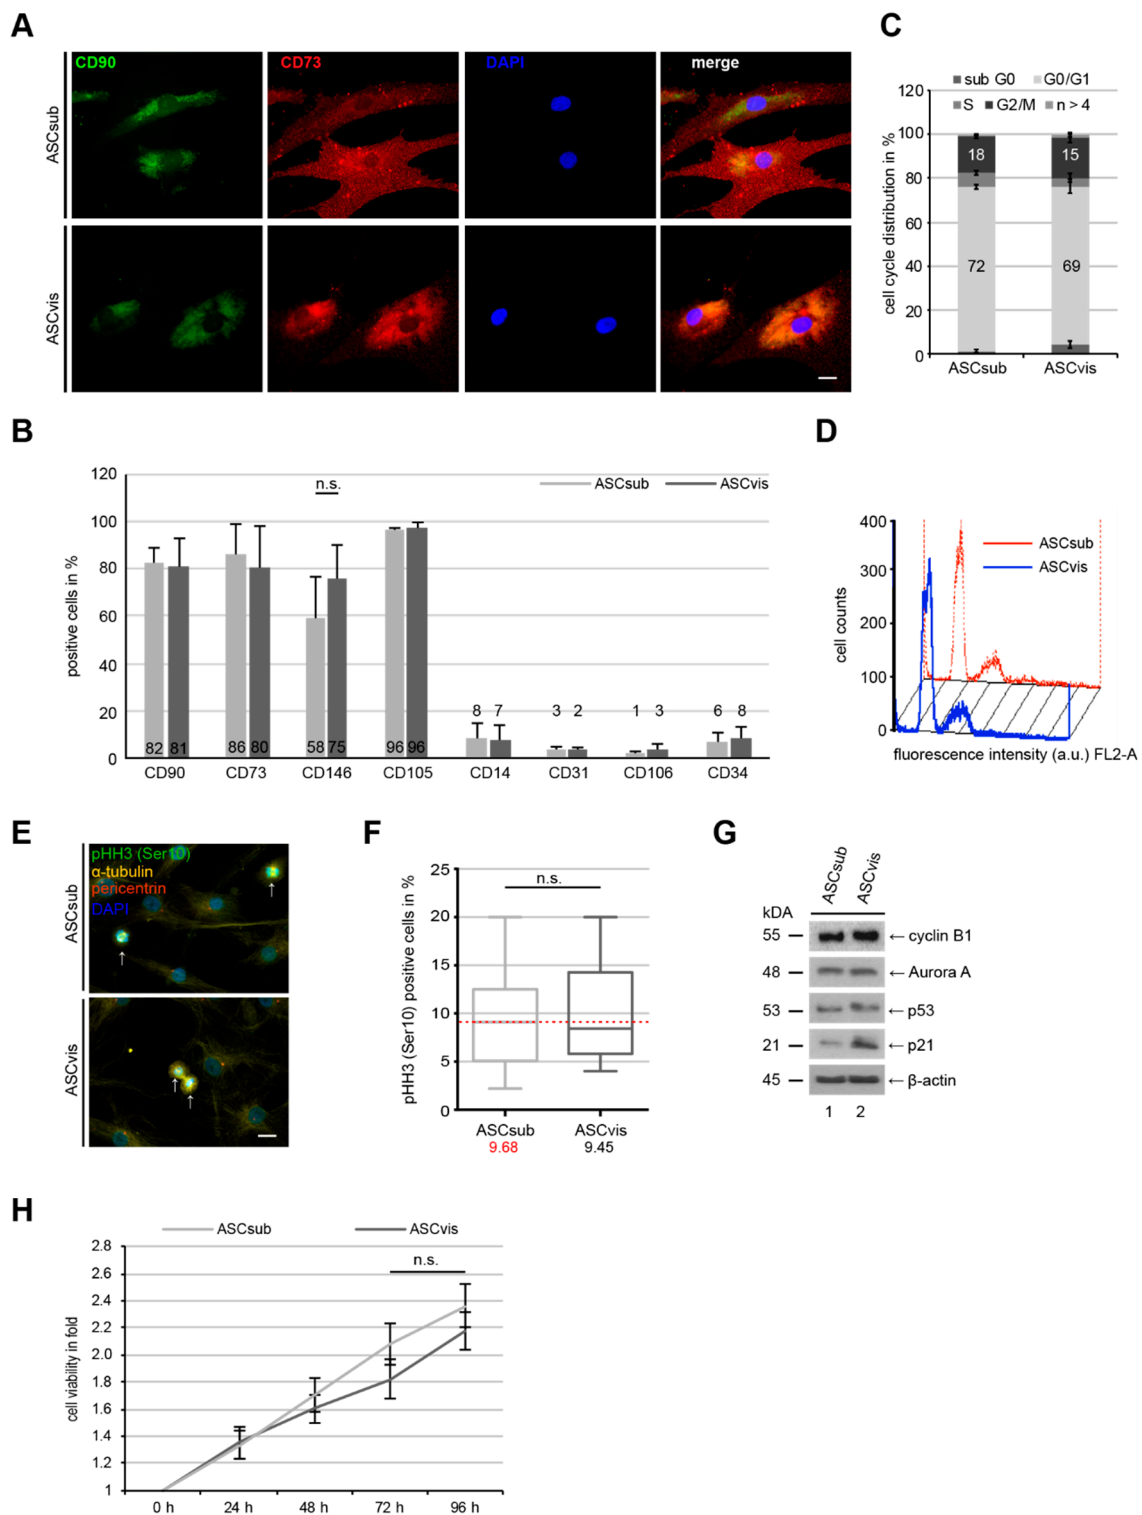 A
CD90 CD73 DAPI merge
ASCsub
ASCvis
C
sub G0 G0/G1
S G2/M n > 4
cell cycle distribution in %
120
100
80
60
40
20
0
18 15
72 69
ASCsub ASCvis
B
n.s.
ASCsub ASCvis
positive cells in %
120
100
80
60
40
20
0
8 7 3 2 1 3 6 8
82 81 86 80 58 75 96 96
CD90 CD73 CD146 CD105 CD14 CD31 CD106 CD34
D
400
300
200
100
0
cell counts
ASCsub
ASCvis
fluorescence intensity (a.u.) FL2-A
E
pHH3 (Ser10)
α-tubulin
pericentrin
DAPI
ASCsub
ASCvis
F
pHH3 (Ser10) positive cells in %
25
20
15
10
5
0
n.s.
ASCsub ASCvis
9.68 9.45
G
ASCsub ASCvis
kDA
55 ← cyclin B1
48 ← Aurora A
53 ← p53
21 ← p21
45 ← β-actin
1 2
H
ASCsub ASCvis
cell viability in fold
2.8
2.6
2.4
2.2
2.0
1.8
1.6
1.4
1.2
1
n.s.
0 h 24 h 48 h 72 h 96 h